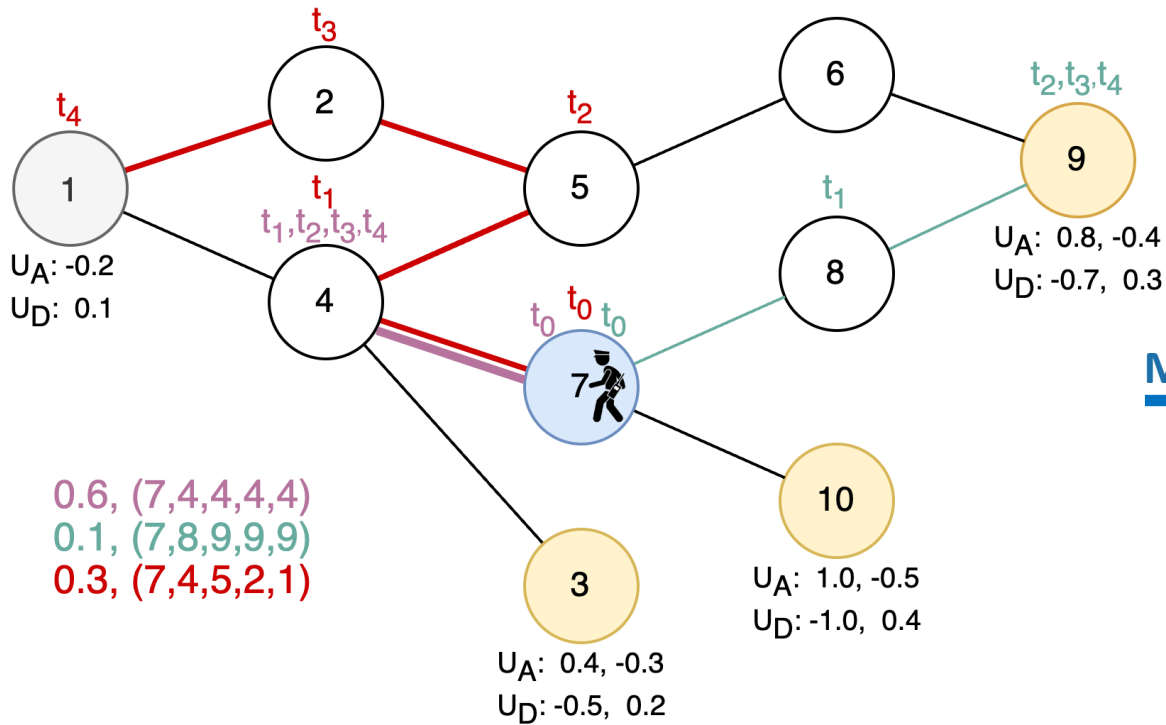 t3
2
6
t2,t3,t4
t4
t2
9
1
t1
5
t1
t1,t2,t3,t4
UA: 0.8, -0.4
UD: -0.7, 0.3
UA: -0.2
UD: 0.1
4
8
t0 t0 t0
7
M
0.6, (7,4,4,4,4)
0.1, (7,8,9,9,9)
0.3, (7,4,5,2,1)
10
3
UA: 1.0, -0.5
UD: -1.0, 0.4
UA: 0.4, -0.3
UD: -0.5, 0.2